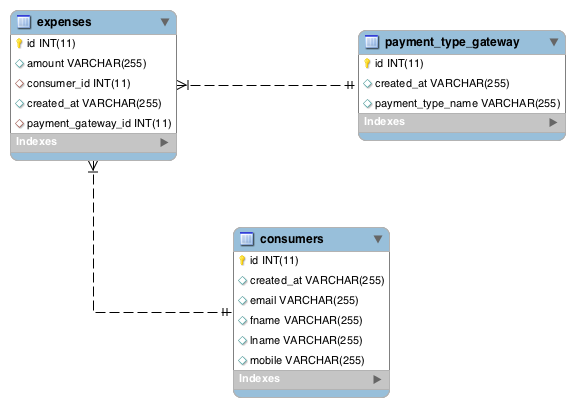 expenses
id INT(11)
amount VARCHAR(255)
consumer_id INT(11)
created_at VARCHAR(255)
payment_gateway_id INT(11)
Indexes
payment_type_gateway
id INT(11)
created_at VARCHAR(255)
payment_type_name VARCHAR(255)
Indexes
consumers
id INT(11)
created_at VARCHAR(255)
email VARCHAR(255)
fname VARCHAR(255)
lname VARCHAR(255)
mobile VARCHAR(255)
Indexes